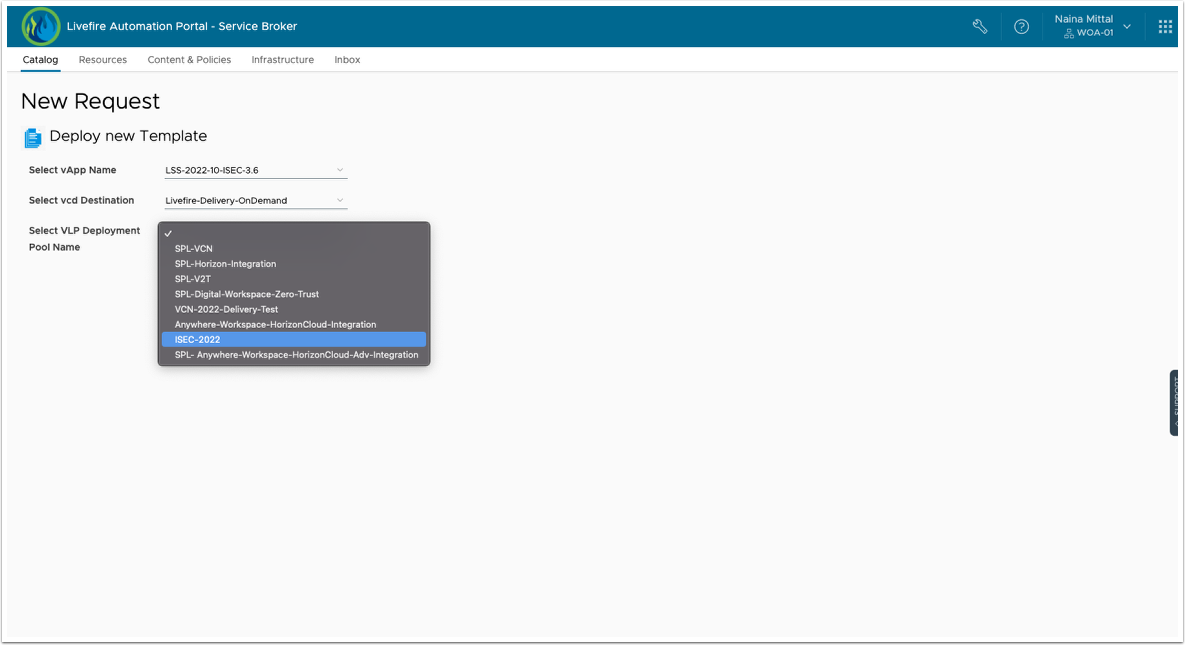 Livefire Automation Portal - Service Broker
Naina Mittal
WOA-01
Catalog
Resources
Content & Policies
Infrastructure
Inbox
New Request
Deploy new Template
Select vApp Name
LSS-2022-10-ISEC-3.6
Select vcd Destination
Livefire-Delivery-OnDemand
Select VLP Deployment
Pool Name
SPL-VCN
SPL-Horizon-Integration
SPL-V2T
SPL-Digital-Workspace-Zero-Trust
VCN-2022-Delivery-Test
Anywhere-Workspace-HorizonCloud-Integration
ISEC-2022
SPL- Anywhere-Workspace-HorizonCloud-Adv-Integration
SUPPORT